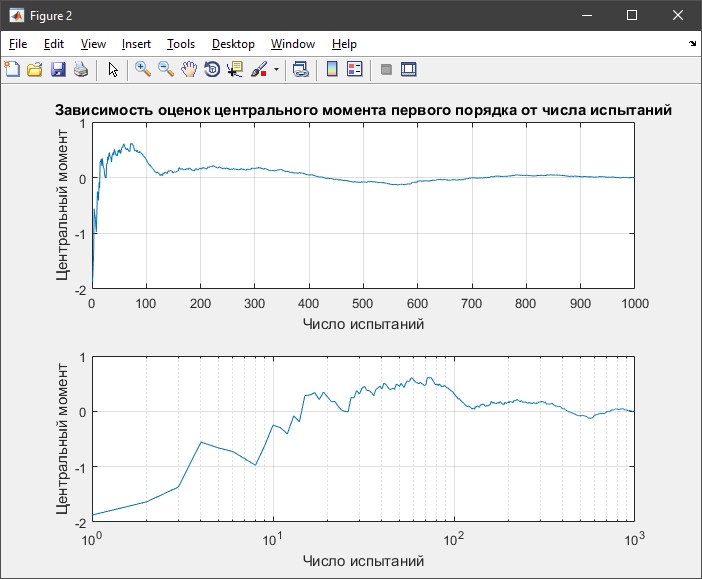 Figure 2
File Edit View Insert Tools Desktop Window Help
Зависимость оценок центрального момента первого порядка от числа испытаний
Центральный момент
1
0
-1
-2
0 100 200 300 400 500 600 700 800 900 1000
Число испытаний
Центральный момент
1
0
-1
-2
10^0 10^1 10^2 10^3
Число испытаний